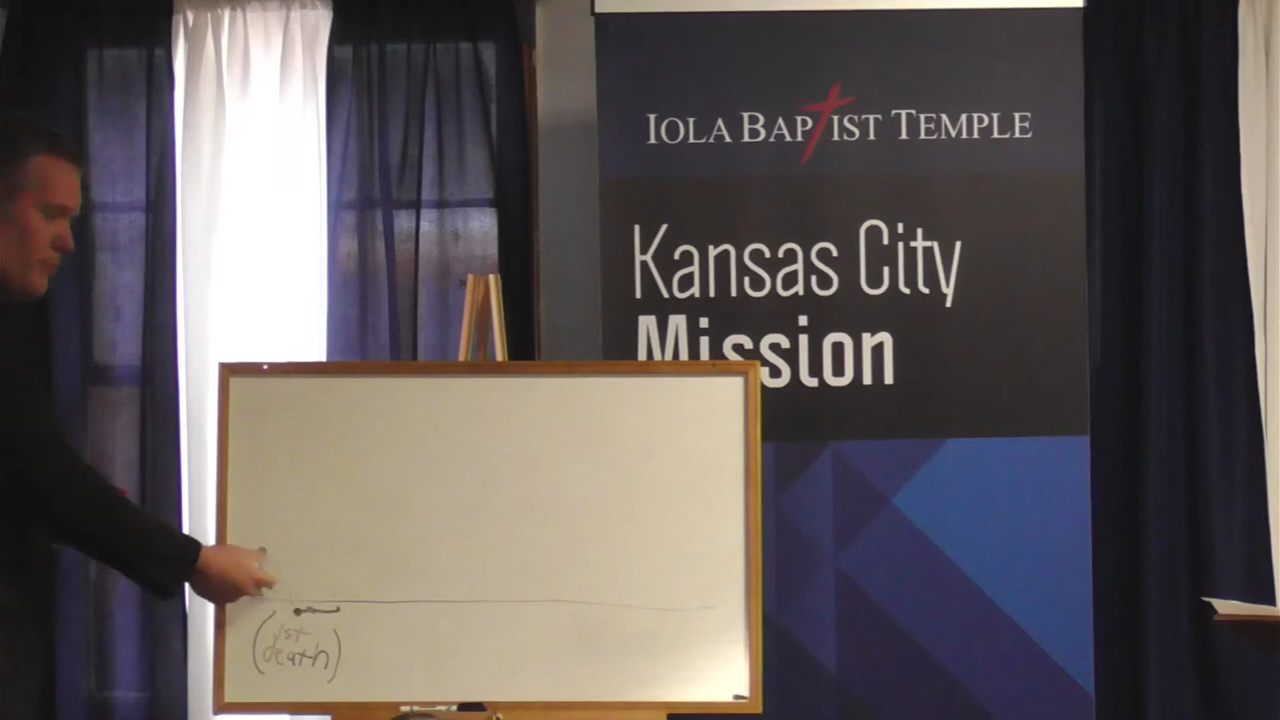 IOLA BAPTIST TEMPLE
Kansas City
Mission
(1st
death)